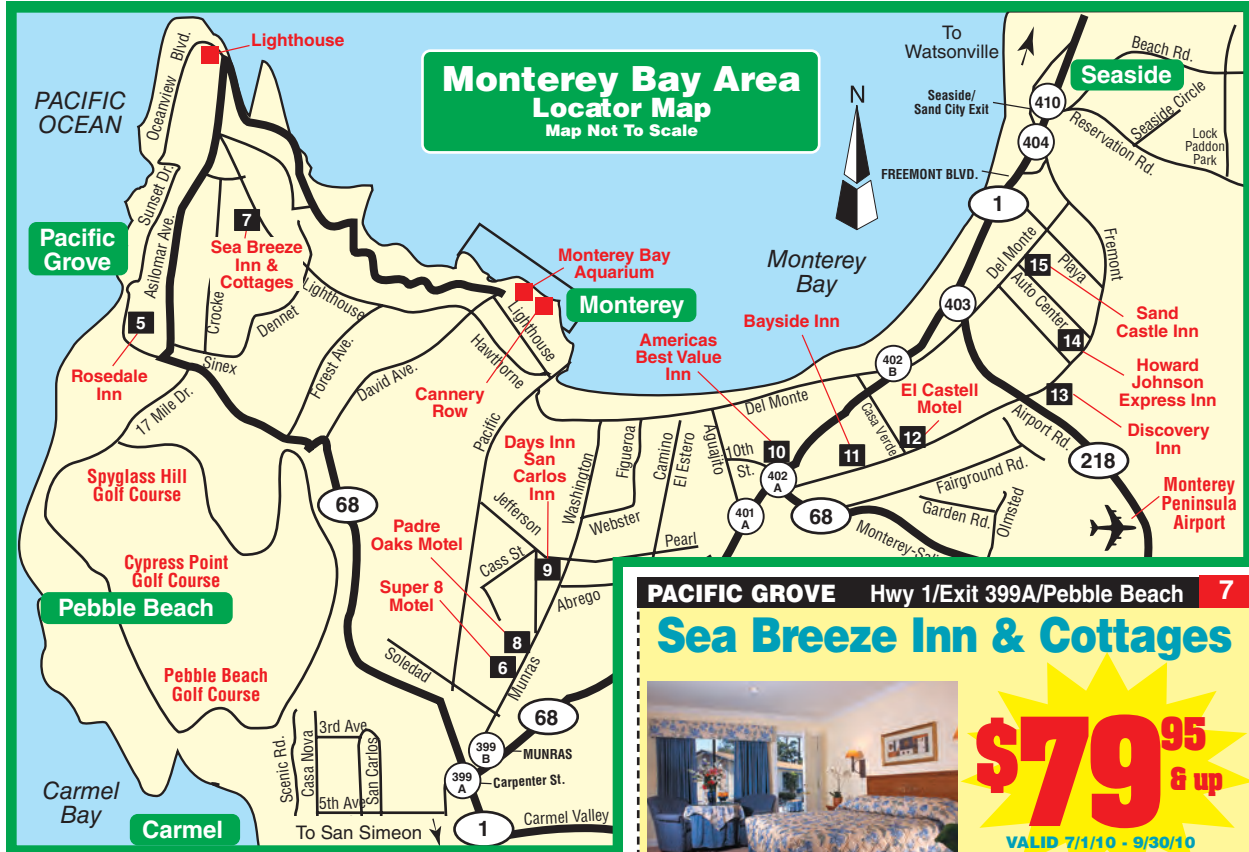 Monterey Bay Area
Locator Map
Map Not To Scale
Lighthouse
Oceanview Blvd.
PACIFIC
OCEAN
Sunset Dr.
Asilomar Ave.
Pacific
Grove
7
Sea Breeze
Inn &
Cottages
Crocke
Dennet
Lighthouse
5
Rosedale
Inn
Sinex
17 Mile Dr.
Forest Ave.
David Ave.
Monterey Bay
Aquarium
Monterey
Lighthouse
Hawthorne
Cannery
Row
Pacific
N
Monterey
Bay
To
Watsonville
Beach Rd.
Seaside
Seaside/
Sand City Exit
410
Seaside Circle
Reservation Rd.
Lock
Paddon
Park
404
FREEMONT BLVD.
1
Fremont
Del Monte
Playa
15
Auto Center
Sand
Castle Inn
14
Howard
Johnson
Express Inn
403
13
Discovery
Inn
Airport Rd.
218
Monterey
Peninsula
Airport
Bayside Inn
Americas
Best Value
Inn
402
B
El Castell
Motel
Casa Verde
12
11
10
Del Monte
Aguajito
10th
St.
402
A
401
A
68
Fairground Rd.
Garden Rd.
Olmsted
Monterey-Sali
Days Inn
San
Carlos
Inn
Washington
Figueroa
Camino
El Estero
Webster
Pearl
Jefferson
Cass St.
9
Abrego
Padre
Oaks Motel
Super 8
Motel
8
6
Munras
Soledad
68
Spyglass Hill
Golf Course
Cypress Point
Golf Course
Pebble Beach
Pebble Beach
Golf Course
68
399
B
MUNRAS
399
A
Carpenter St.
3rd Ave
Scenic Rd.
Casa Nova
San Carlos
5th Ave
To San Simeon
1
Carmel Valley
Carmel
Bay
Carmel
PACIFIC GROVE Hwy 1/Exit 399A/Pebble Beach 7
Sea Breeze Inn & Cottages
$79 95
& up
VALID 7/1/10 - 9/30/10